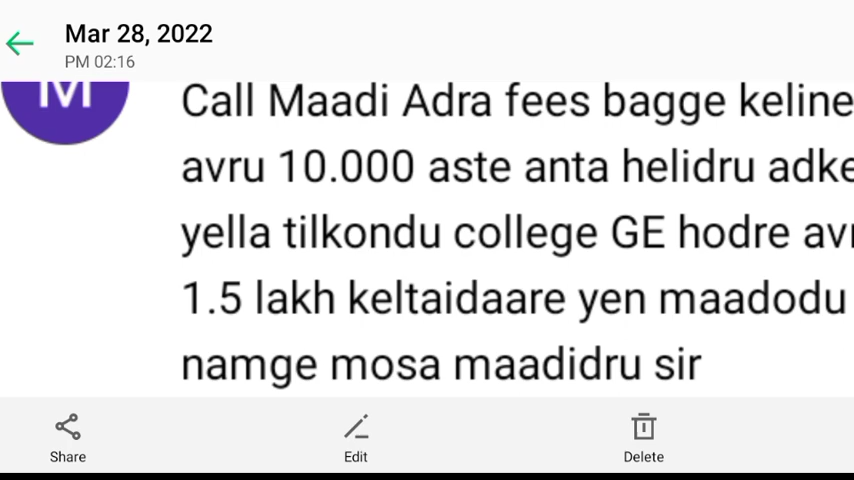 Mar 28, 2022
PM 02:16
M
Call Maadi Adra fees bagge keline
avru 10.000 aste anta helidru adke
yella tilkondu college GE hodre avr
1.5 lakh keltaidaare yen maadodu
namge mosa maadidru sir
Share
Edit
Delete